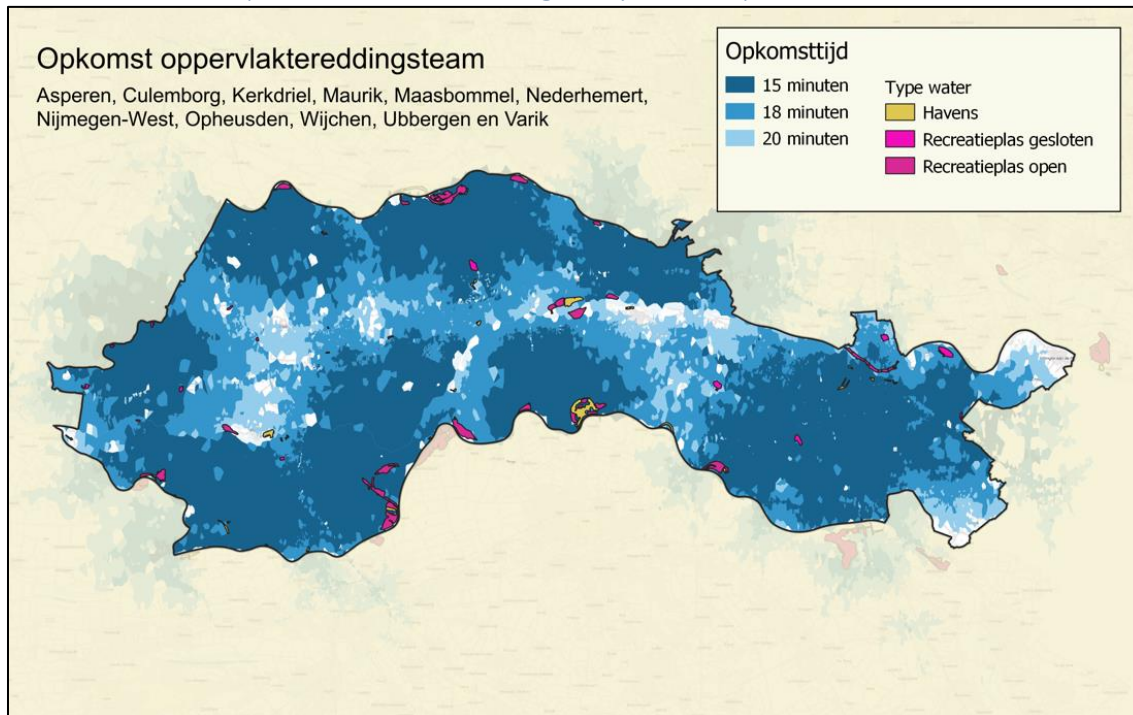 Opkomst oppervlaktereddingsteam
Asperen, Culemborg, Kerkdriel, Maurik, Maasbommel, Nederhemert,
Nijmegen-West, Opheusden, Wijchen, Ubbergen en Varik
Opkomsttijd
15 minuten
18 minuten
20 minuten
Type water
Havens
Recreatieplas gesloten
Recreatieplas open